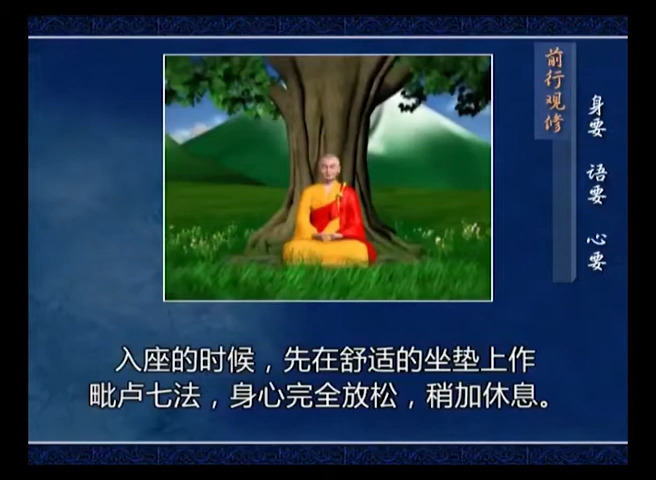 前行观修
身要 语要 心要
入座的时候，先在舒适的坐垫上作
毗卢七法，身心完全放松，稍加休息。